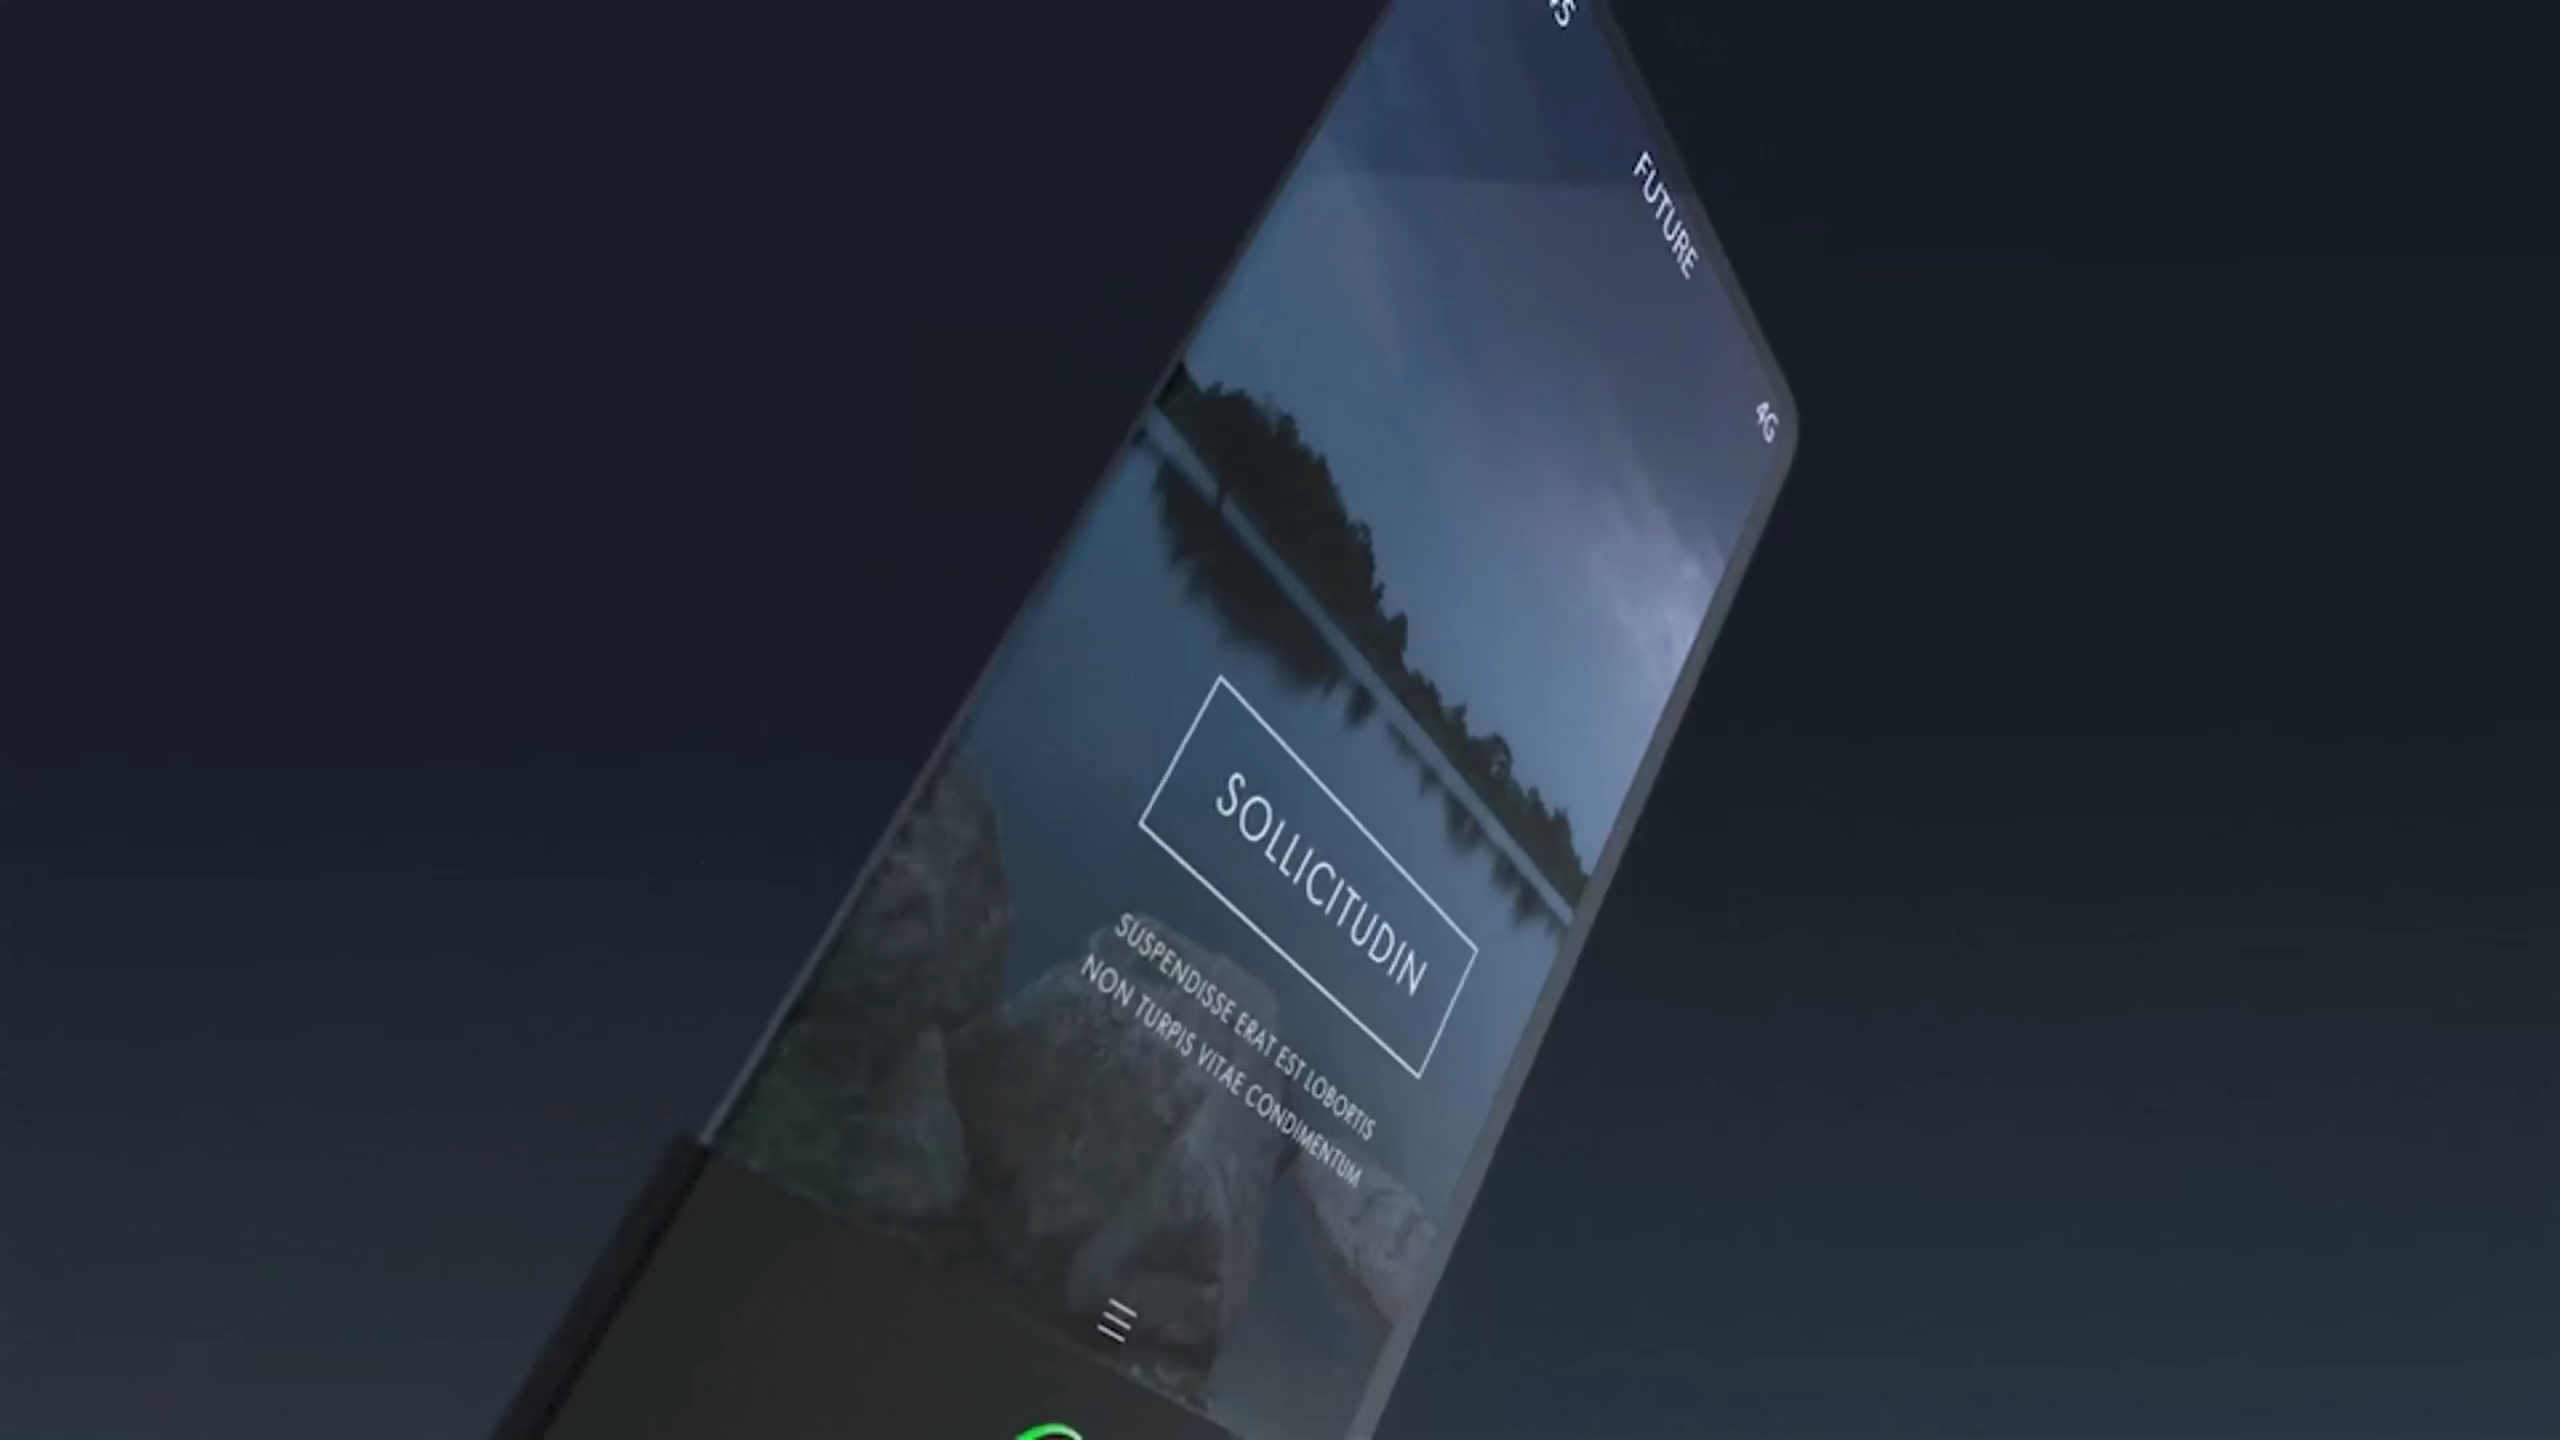 FUTURE
4G
SOLLICITUDIN
SUSPENDISSE ERAT EST LOBORTIS
NON TURPIS VITAE CONDIMENTUM